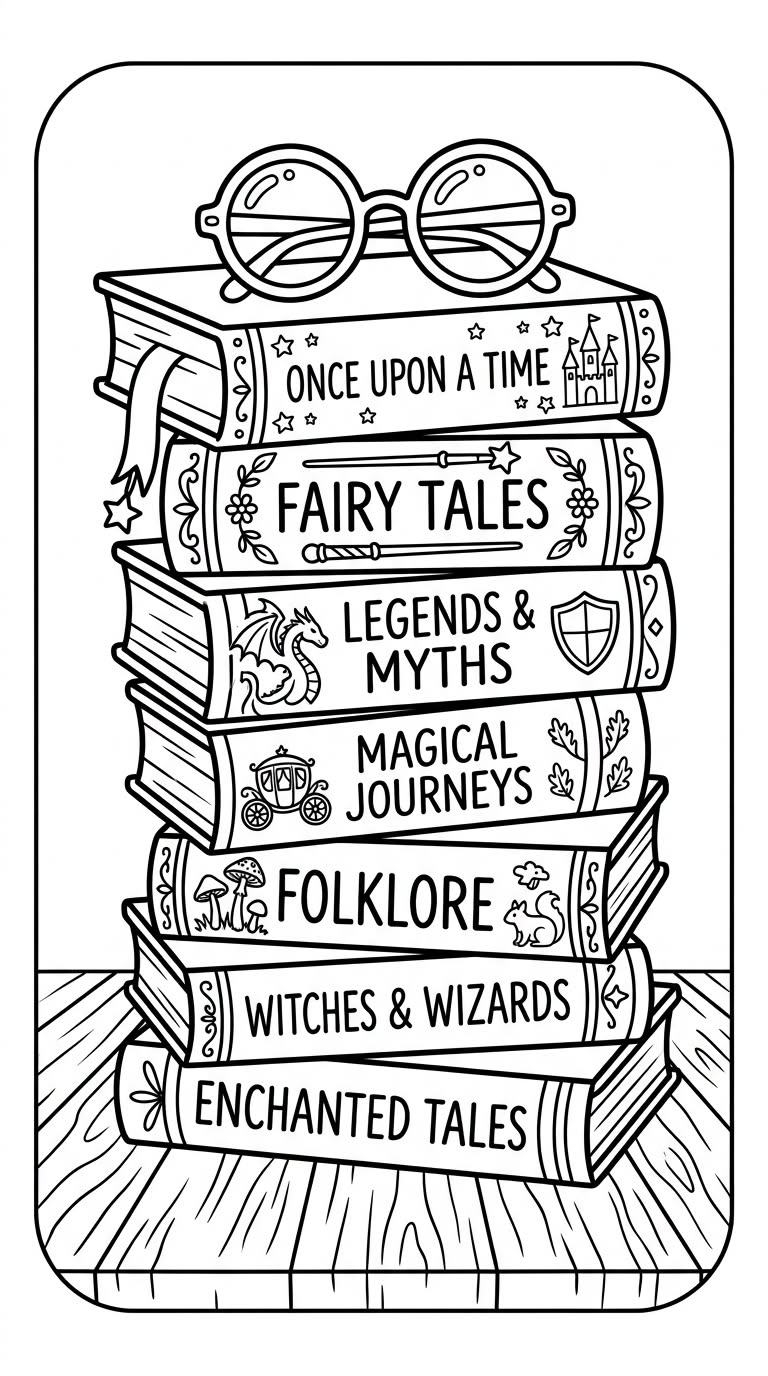 ONCE UPON A TIME
FAIRY TALES
LEGENDS &
MYTHS
MAGICAL
JOURNEYS
FOLKLORE
WITCHES & WIZARDS
ENCHANTED TALES